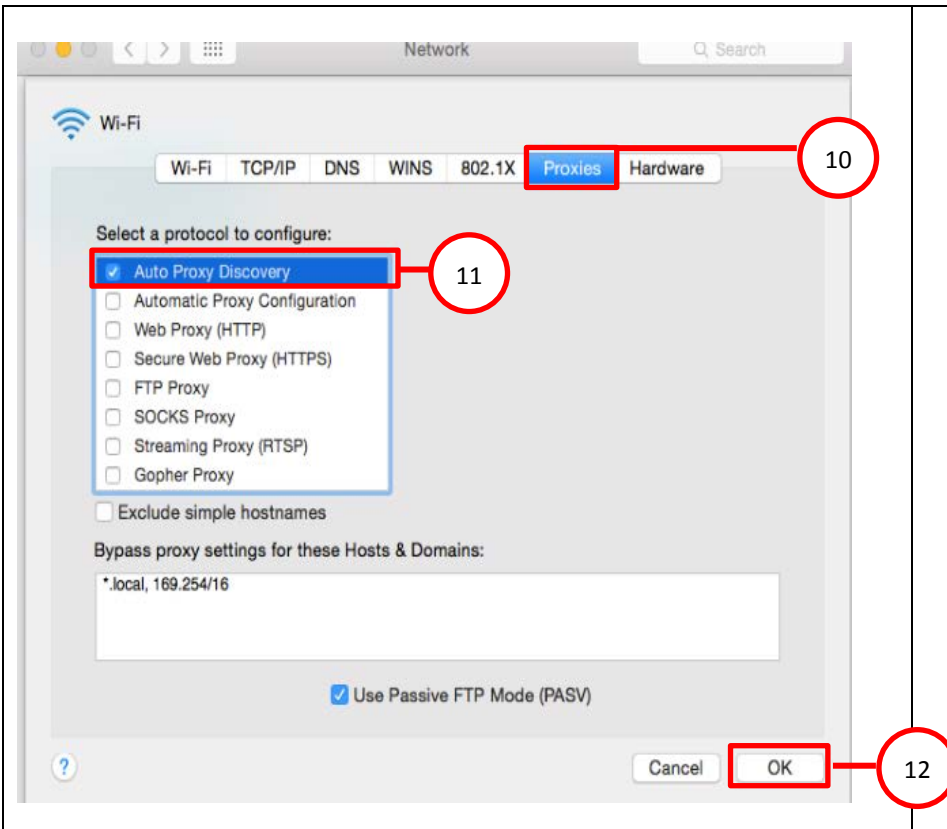 Network
Search
Wi-Fi
Wi-Fi TCP/IP DNS WINS 802.1X Proxies Hardware
10
Select a protocol to configure:
Auto Proxy Discovery
11
Automatic Proxy Configuration
Web Proxy (HTTP)
Secure Web Proxy (HTTPS)
FTP Proxy
SOCKS Proxy
Streaming Proxy (RTSP)
Gopher Proxy
Exclude simple hostnames
Bypass proxy settings for these Hosts & Domains:
*.local, 169.254/16
Use Passive FTP Mode (PASV)
? Cancel OK
12